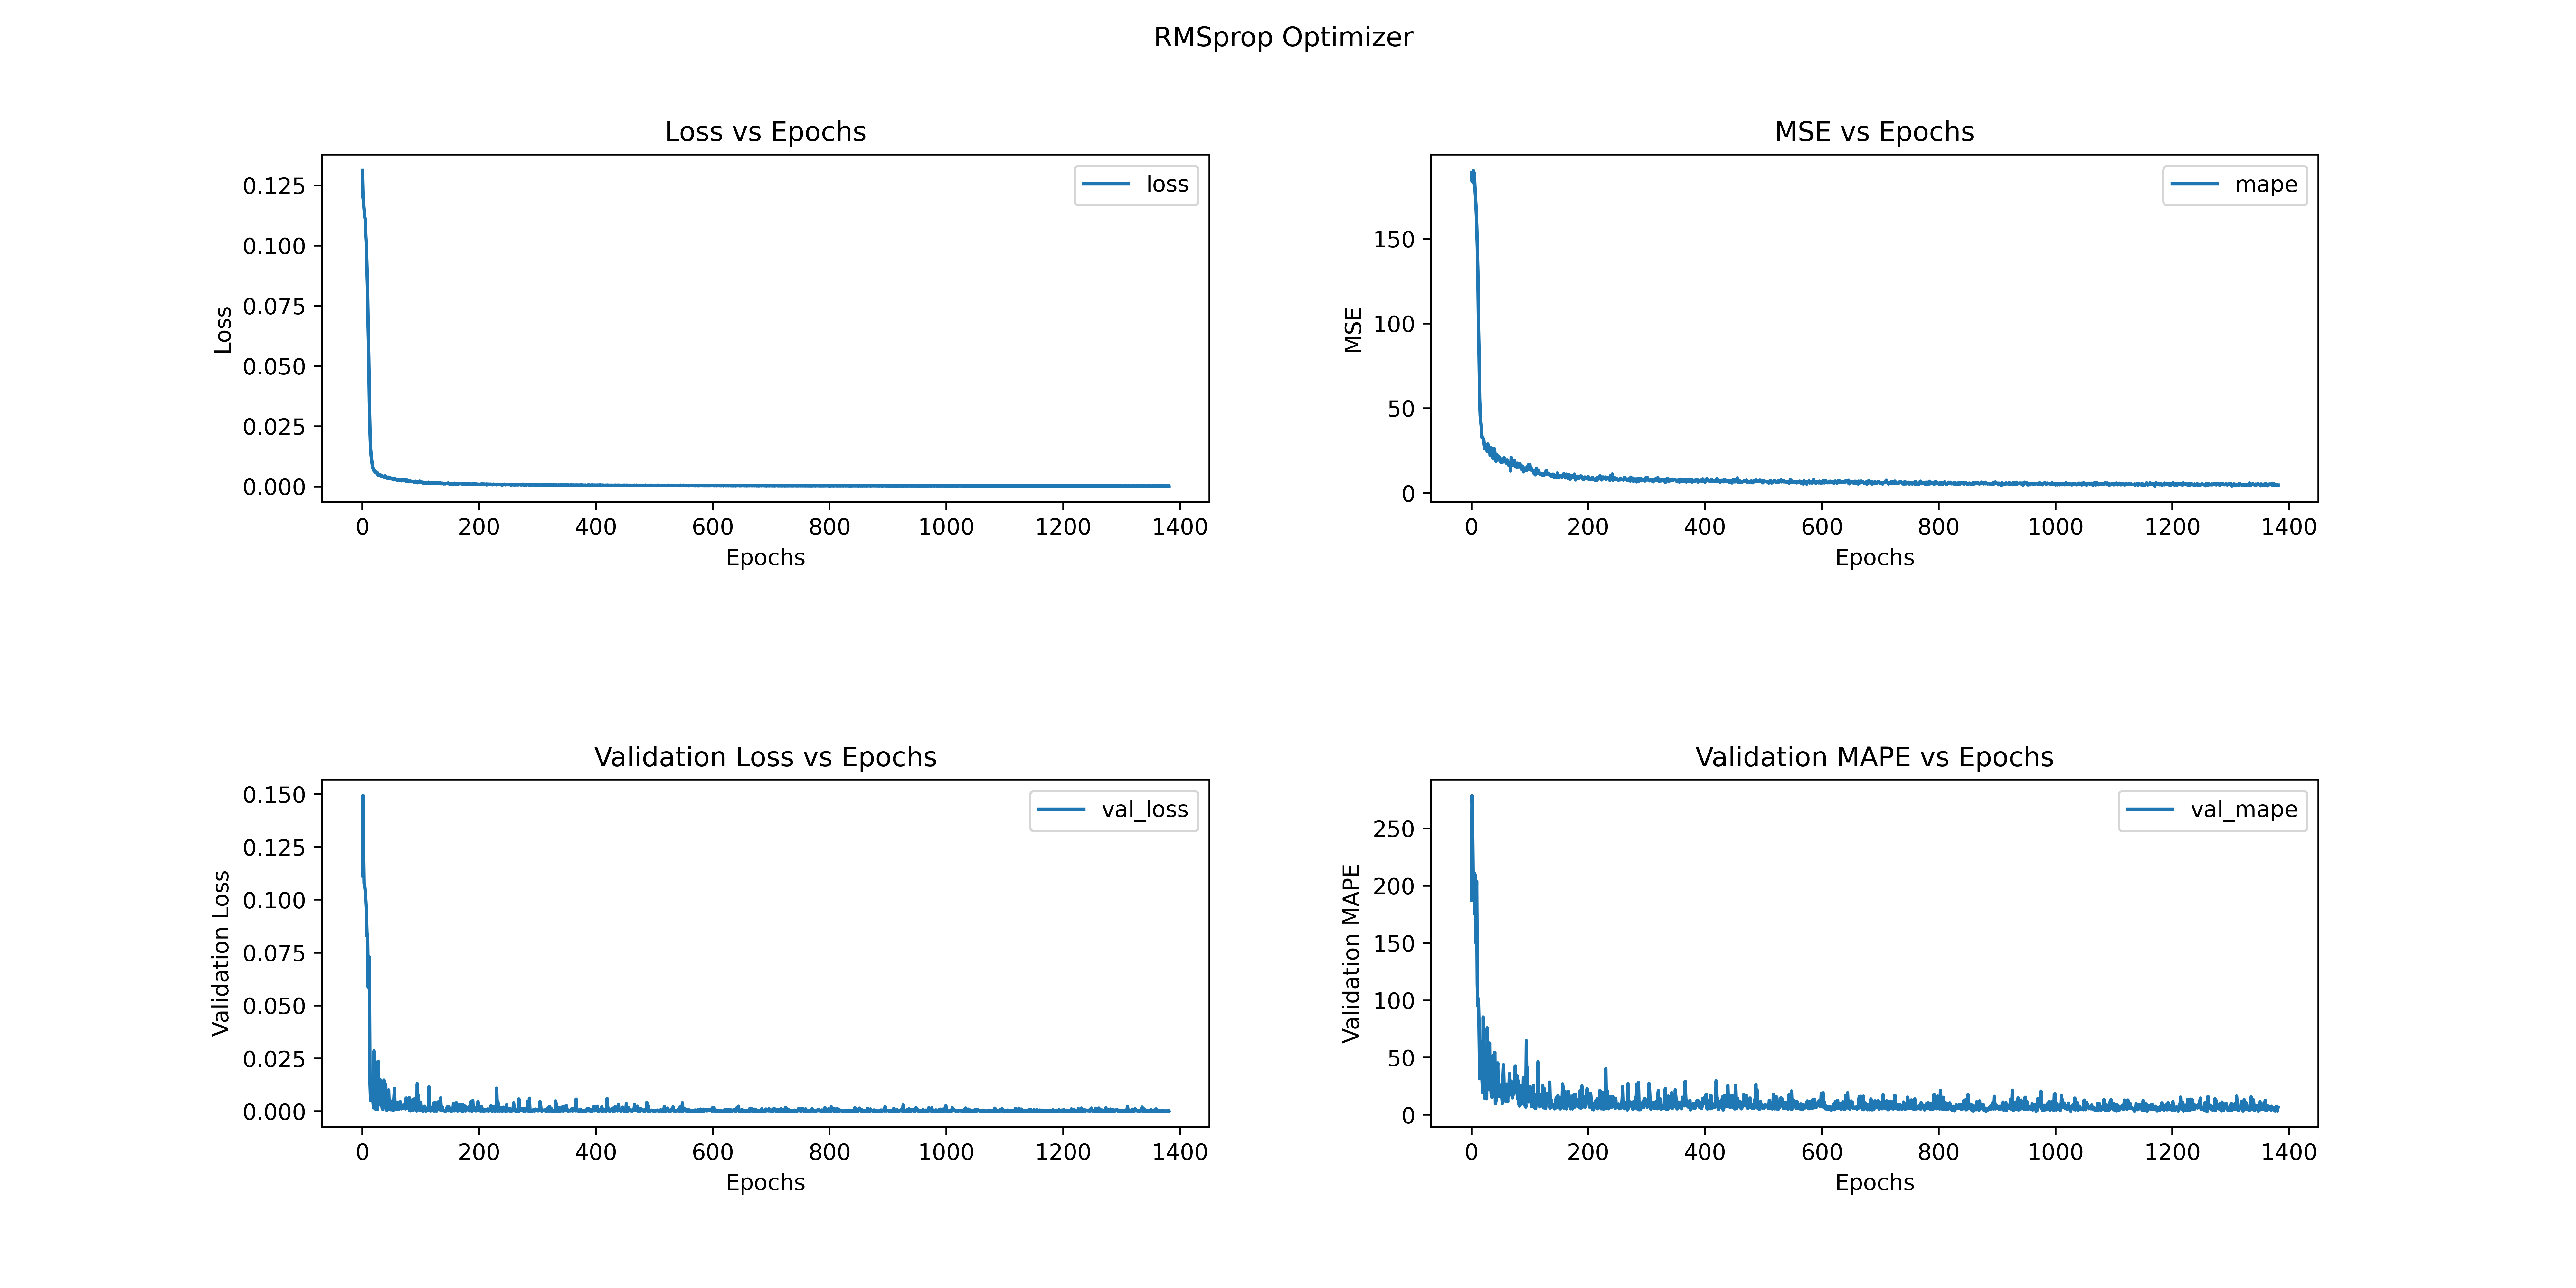 RMSprop Optimizer
Loss vs Epochs
loss
0.125
0.100
0.075
0.050
0.025
0.000
Loss
0 200 400 600 800 1000 1200 1400
Epochs
MSE vs Epochs
mape
150
100
50
0
MSE
0 200 400 600 800 1000 1200 1400
Epochs
Validation Loss vs Epochs
val_loss
0.150
0.125
0.100
0.075
0.050
0.025
0.000
Validation Loss
0 200 400 600 800 1000 1200 1400
Epochs
Validation MAPE vs Epochs
val_mape
250
200
150
100
50
0
Validation MAPE
0 200 400 600 800 1000 1200 1400
Epochs